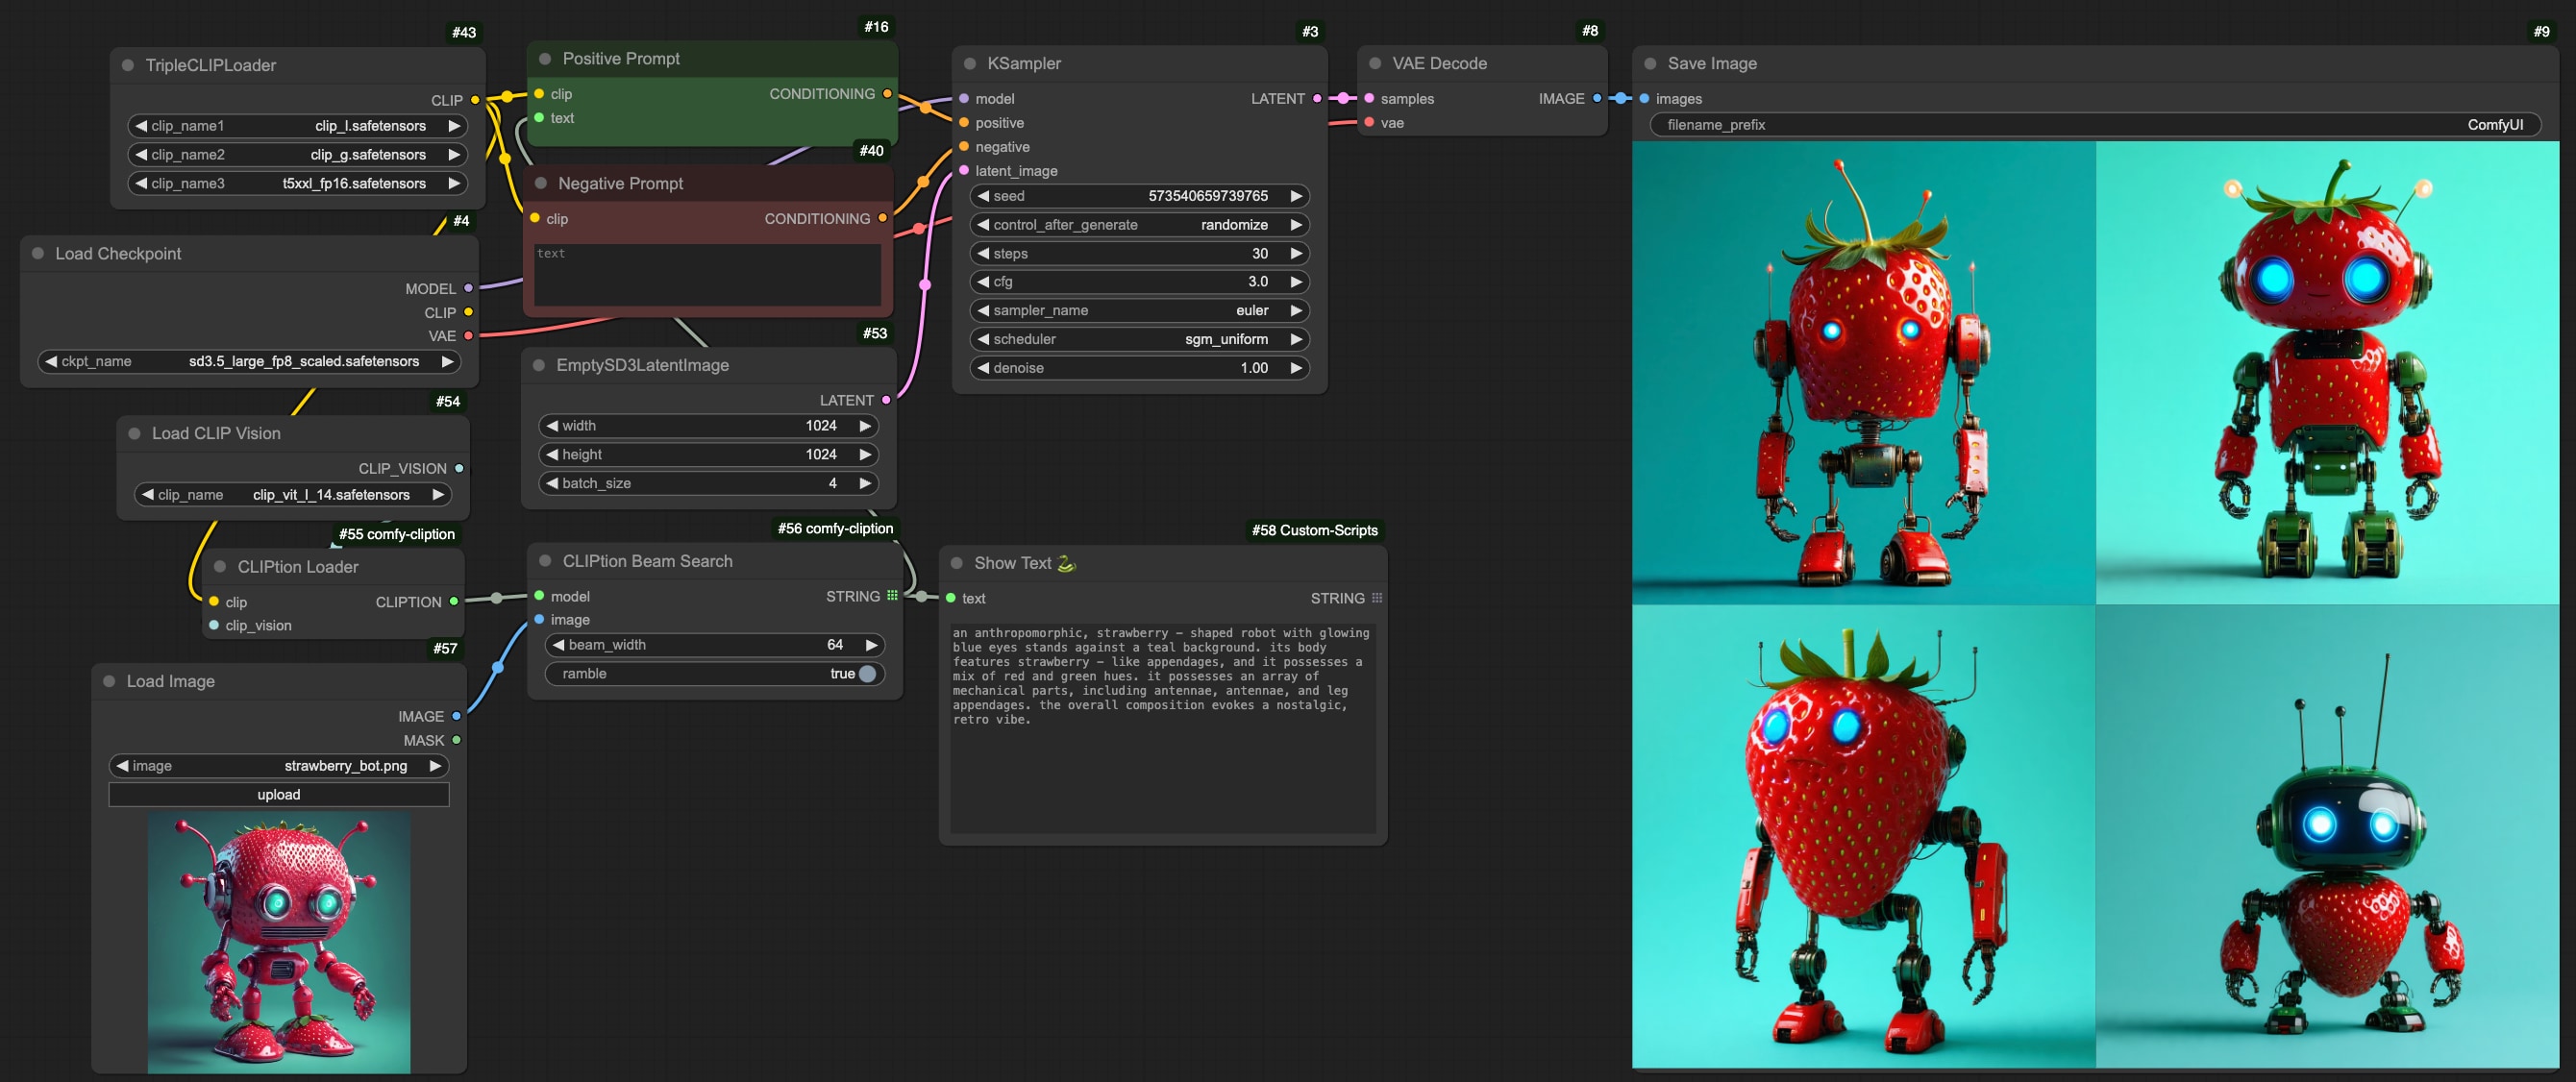 #43
TripleCLIPLoader
CLIP
clip_name1 clip_l.safetensors
clip_name2 clip_g.safetensors
clip_name3 t5xxl_fp16.safetensors
#4
Load Checkpoint
MODEL
CLIP
VAE
ckpt_name sd3.5_large_fp8_scaled.safetensors
#54
Load CLIP Vision
CLIP_VISION
clip_name clip_vit_l_14.safetensors
#55 comfy-cliption
CLIPtion Loader
clip CLIPTION
clip_vision
#57
Load Image
IMAGE
MASK
image strawberry_bot.png
upload
#16
Positive Prompt
clip CONDITIONING
text
#40
Negative Prompt
clip CONDITIONING
text
#53
EmptySD3LatentImage
LATENT
width 1024
height 1024
batch_size 4
#56 comfy-cliption
CLIPtion Beam Search
model STRING
image
beam_width 64
ramble true
#3
KSampler
model LATENT
positive
negative
latent_image
seed 573540659739765
control_after_generate randomize
steps 30
cfg 3.0
sampler_name euler
scheduler sgm_uniform
denoise 1.00
#58 Custom-Scripts
Show Text 🐍
text STRING
an anthropomorphic, strawberry – shaped robot with glowing
blue eyes stands against a teal background. its body
features strawberry – like appendages, and it possesses a
mix of red and green hues. it possesses an array of
mechanical parts, including antennae, antennae, and leg
appendages. the overall composition evokes a nostalgic,
retro vibe.
#8
VAE Decode
samples IMAGE
vae
#9
Save Image
images
filename_prefix ComfyUI